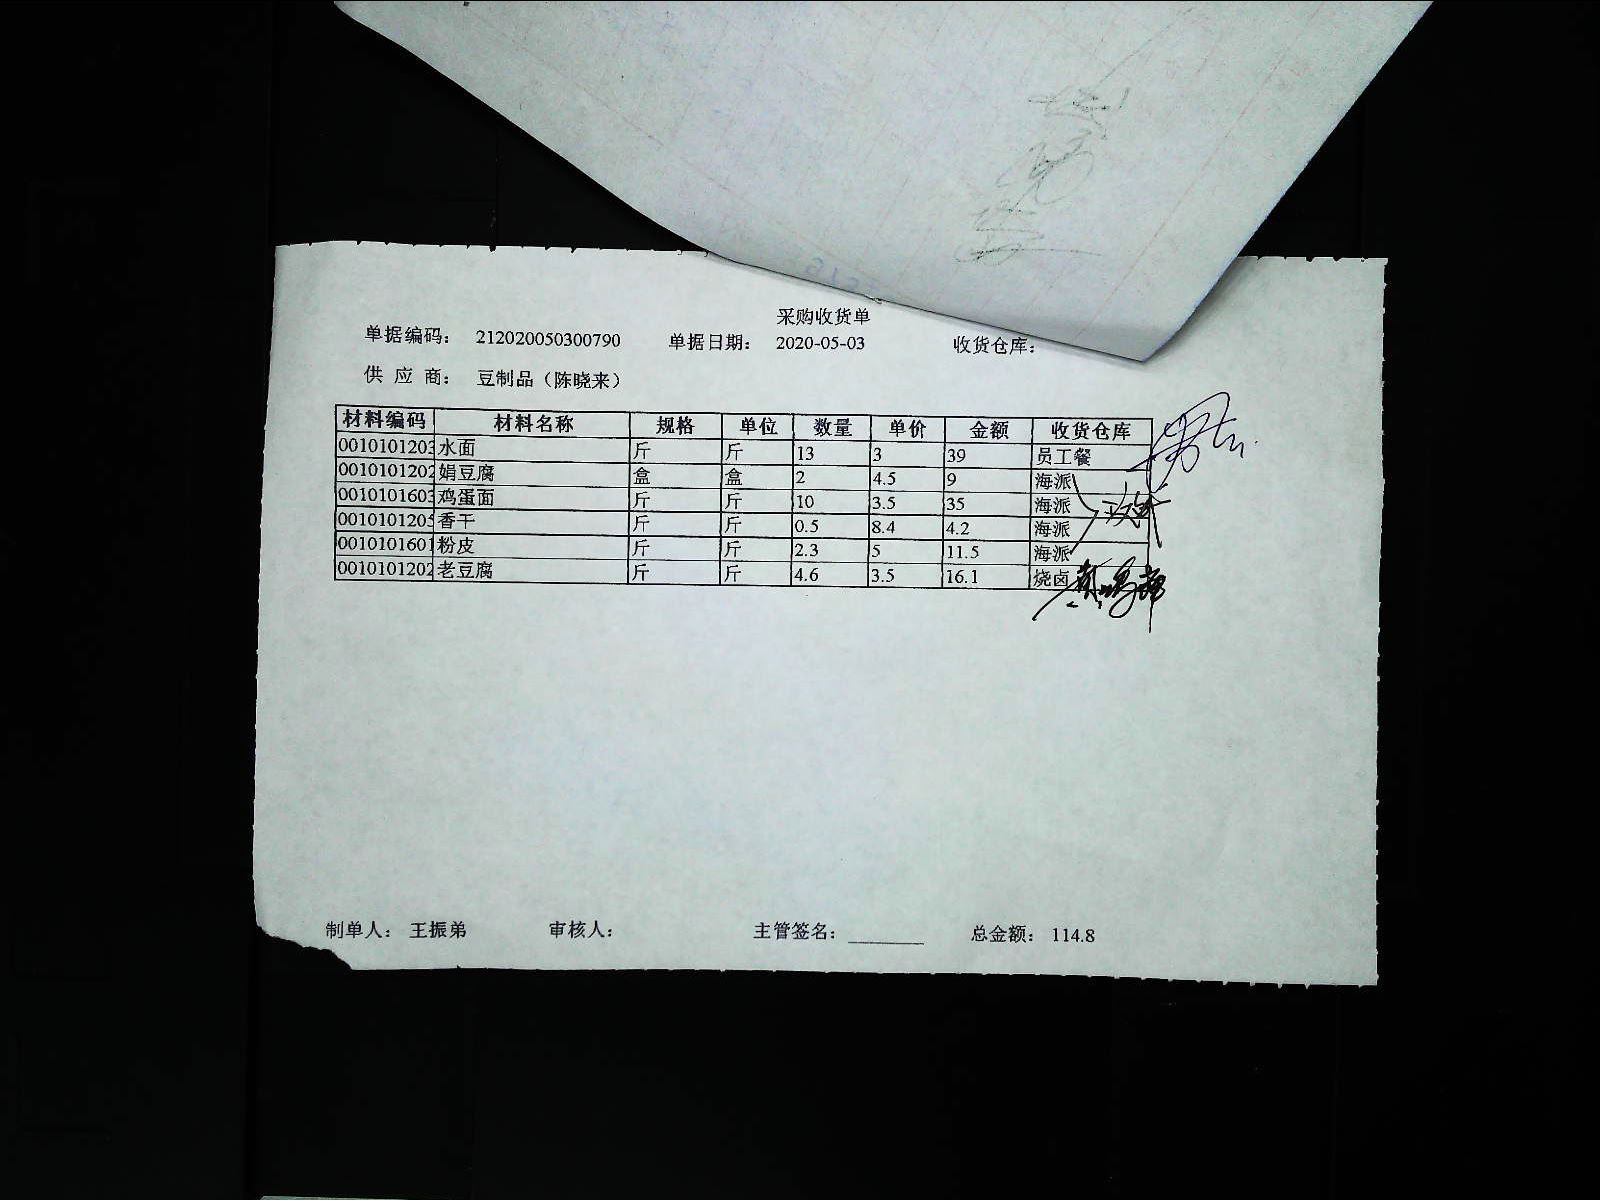 采购收货单
单据编码: 212020050300790 单据日期: 2020-05-03 收货仓库:
供应商: 豆制品（陈晓来）
材料编码 材料名称 规格 单位 数量 单价 金额 收货仓库
0010101203 水面 斤 斤 13 3 39 员工餐
0010101202 娟豆腐 盒 盒 2 4.5 9 海派
0010101603 鸡蛋面 斤 斤 10 3.5 35 海派
0010101205 香干 斤 斤 0.5 8.4 4.2 海派
0010101601 粉皮 斤 斤 2.3 5 11.5 海派
0010101202 老豆腐 斤 斤 4.6 3.5 16.1 烧卤
制单人: 王振弟 审核人: 主管签名: 总金额: 114.8